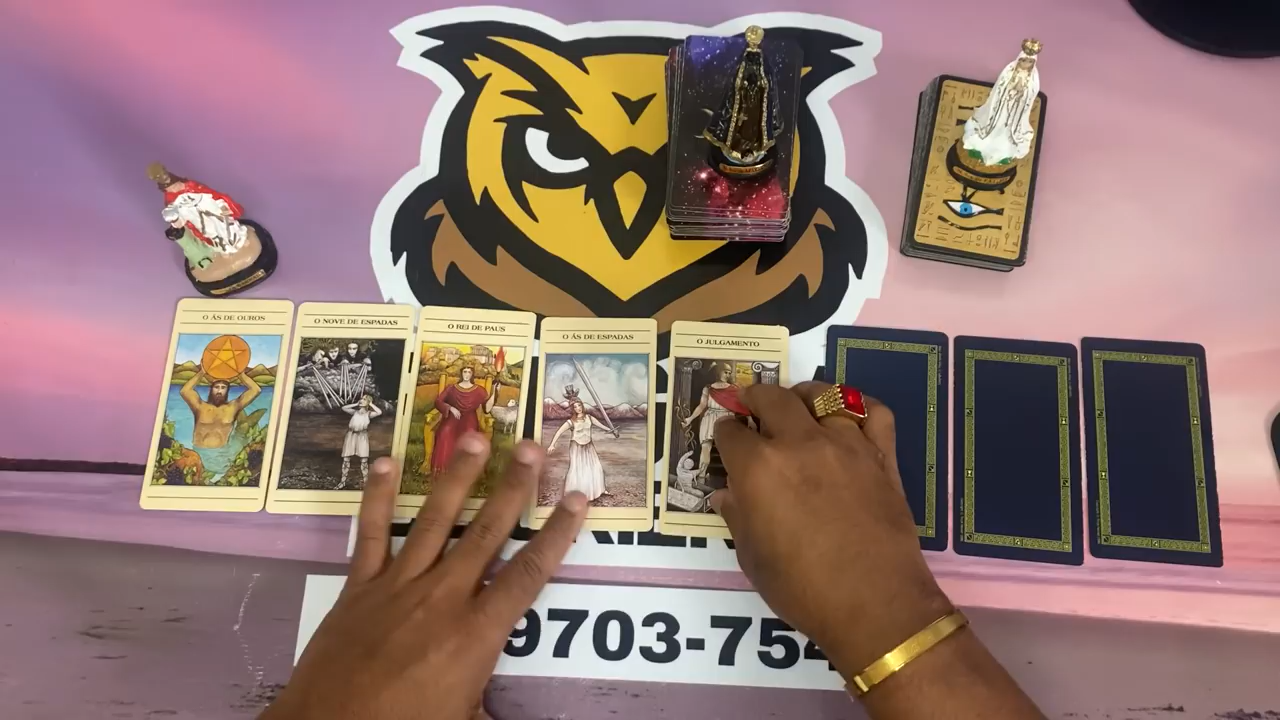 O ÁS DE OUROS
O NOVE DE ESPADAS
O REI DE PAUS
O ÁS DE ESPADAS
O JULGAMENTO
9703-754